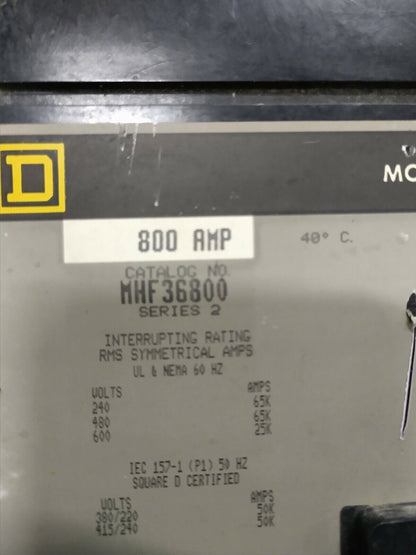 D
MO
800 AMP
40° C.
CATALOG NO.
MHF36800
SERIES 2
INTERRUPTING RATING
RMS SYMMETRICAL AMPS
UL & NEMA 60 HZ
VOLTS AMPS
240 65K
480 65K
600 25K
IEC 157-1 (P1) 50 HZ
SQUARE D CERTIFIED
VOLTS AMPS
380/220 50K
415/240 50K